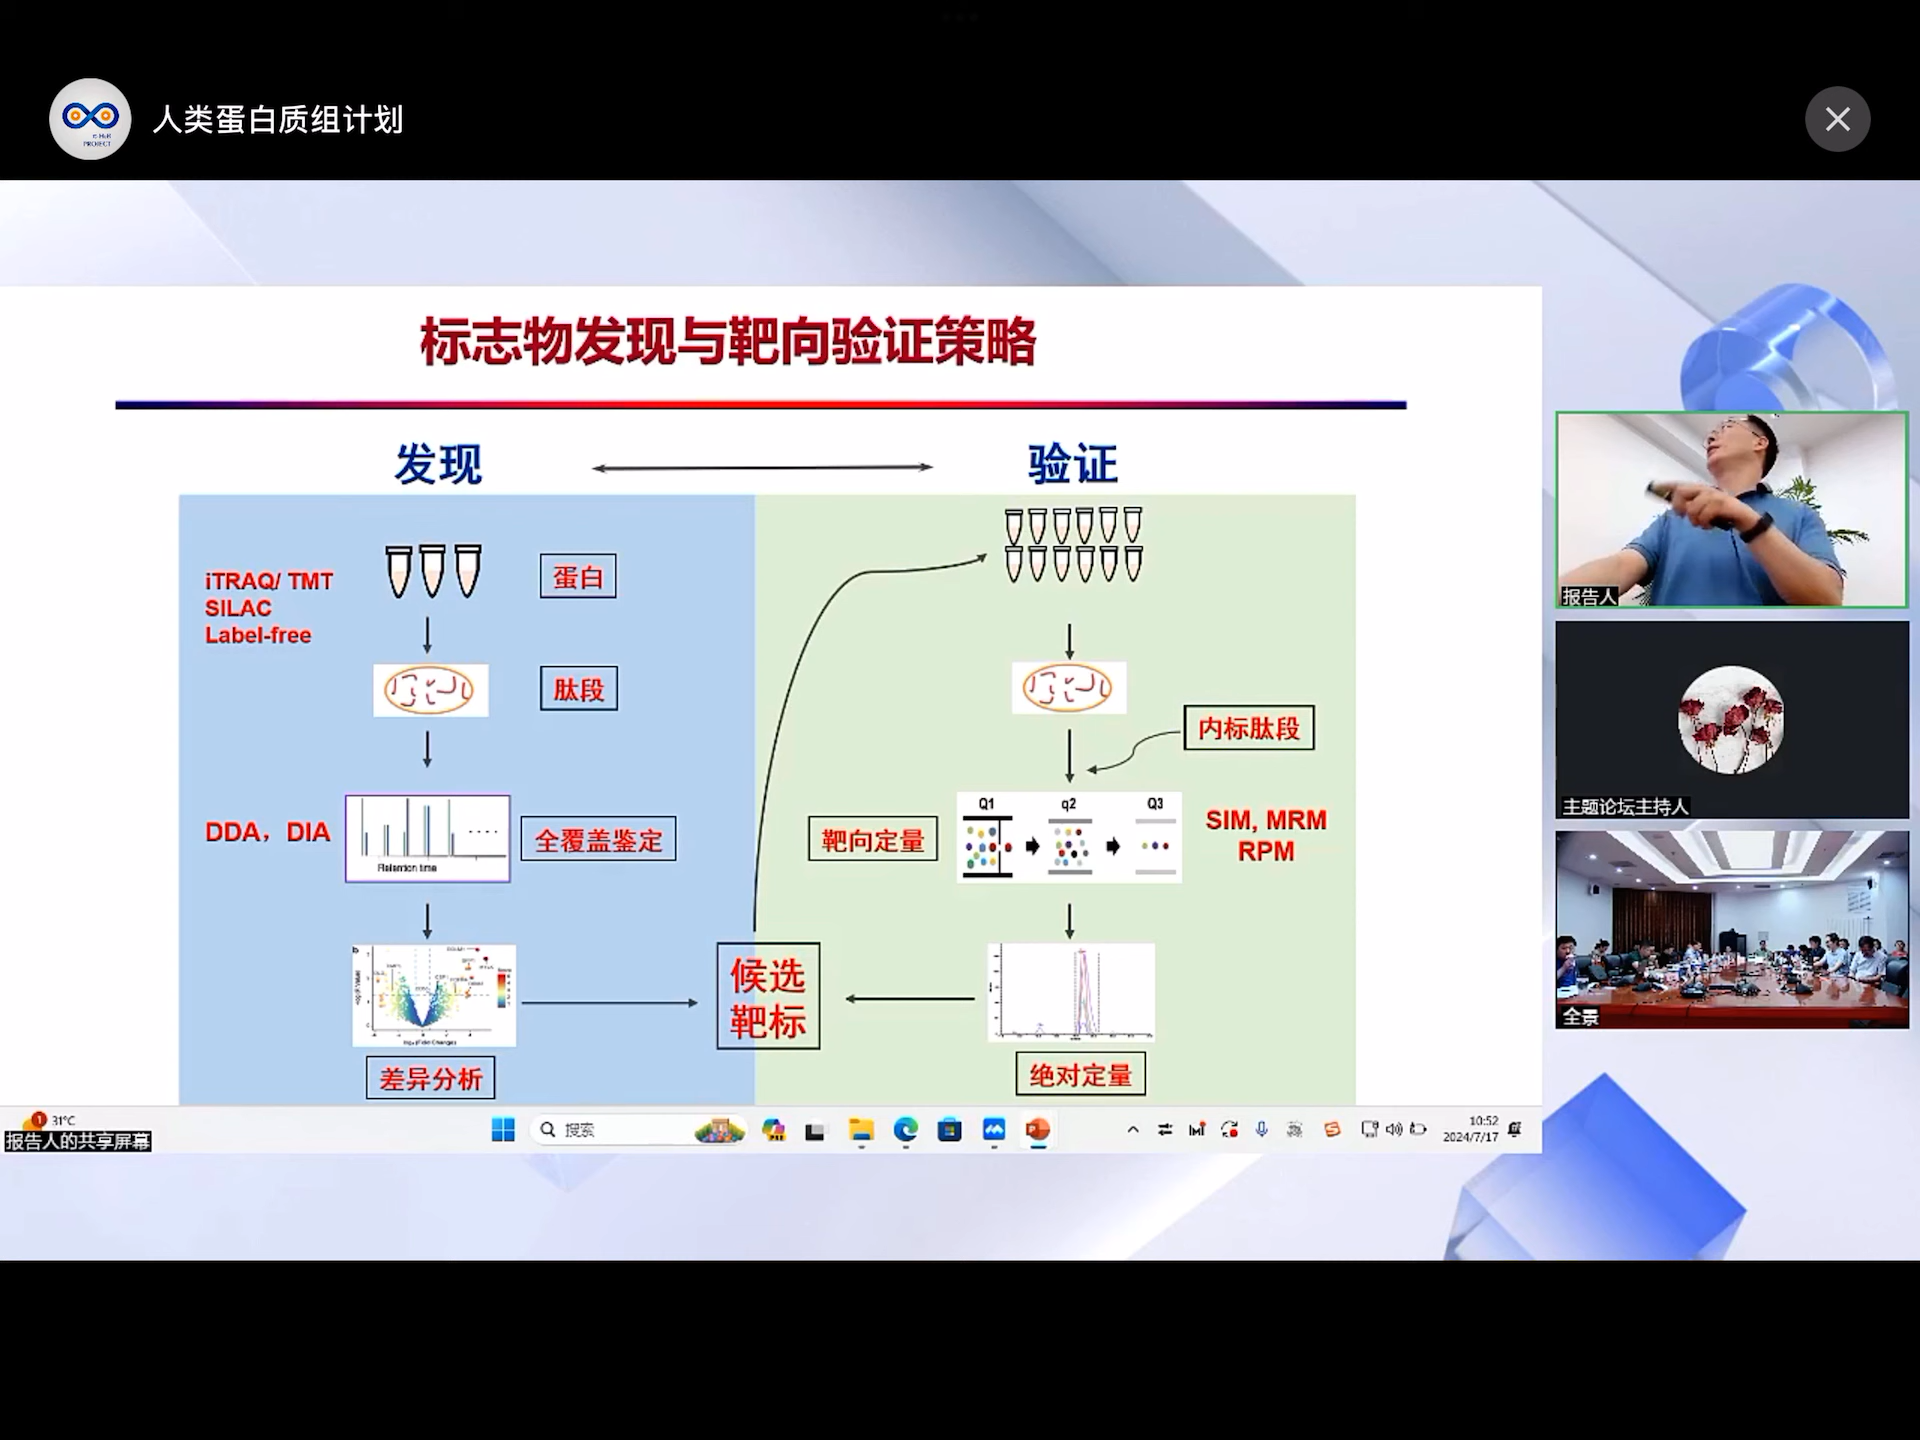 人类蛋白质组计划
PROJECT
标志物发现与靶向验证策略
发现
验证
iTRAQ/ TMT
SILAC
Label-free
蛋白
肽段
内标肽段
DDA，DIA
Retention time
全覆盖鉴定
靶向定量
Q1
q2
Q3
SIM, MRM
RPM
候选
靶标
差异分析
绝对定量
报告人
主题论坛主持人
全景
1
31°C
报告人的共享屏幕
搜索
10:52
2024/7/17